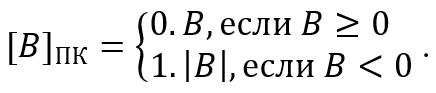 [B]ПК = {0. B, если B ≥ 0
1. |B|, если B < 0.